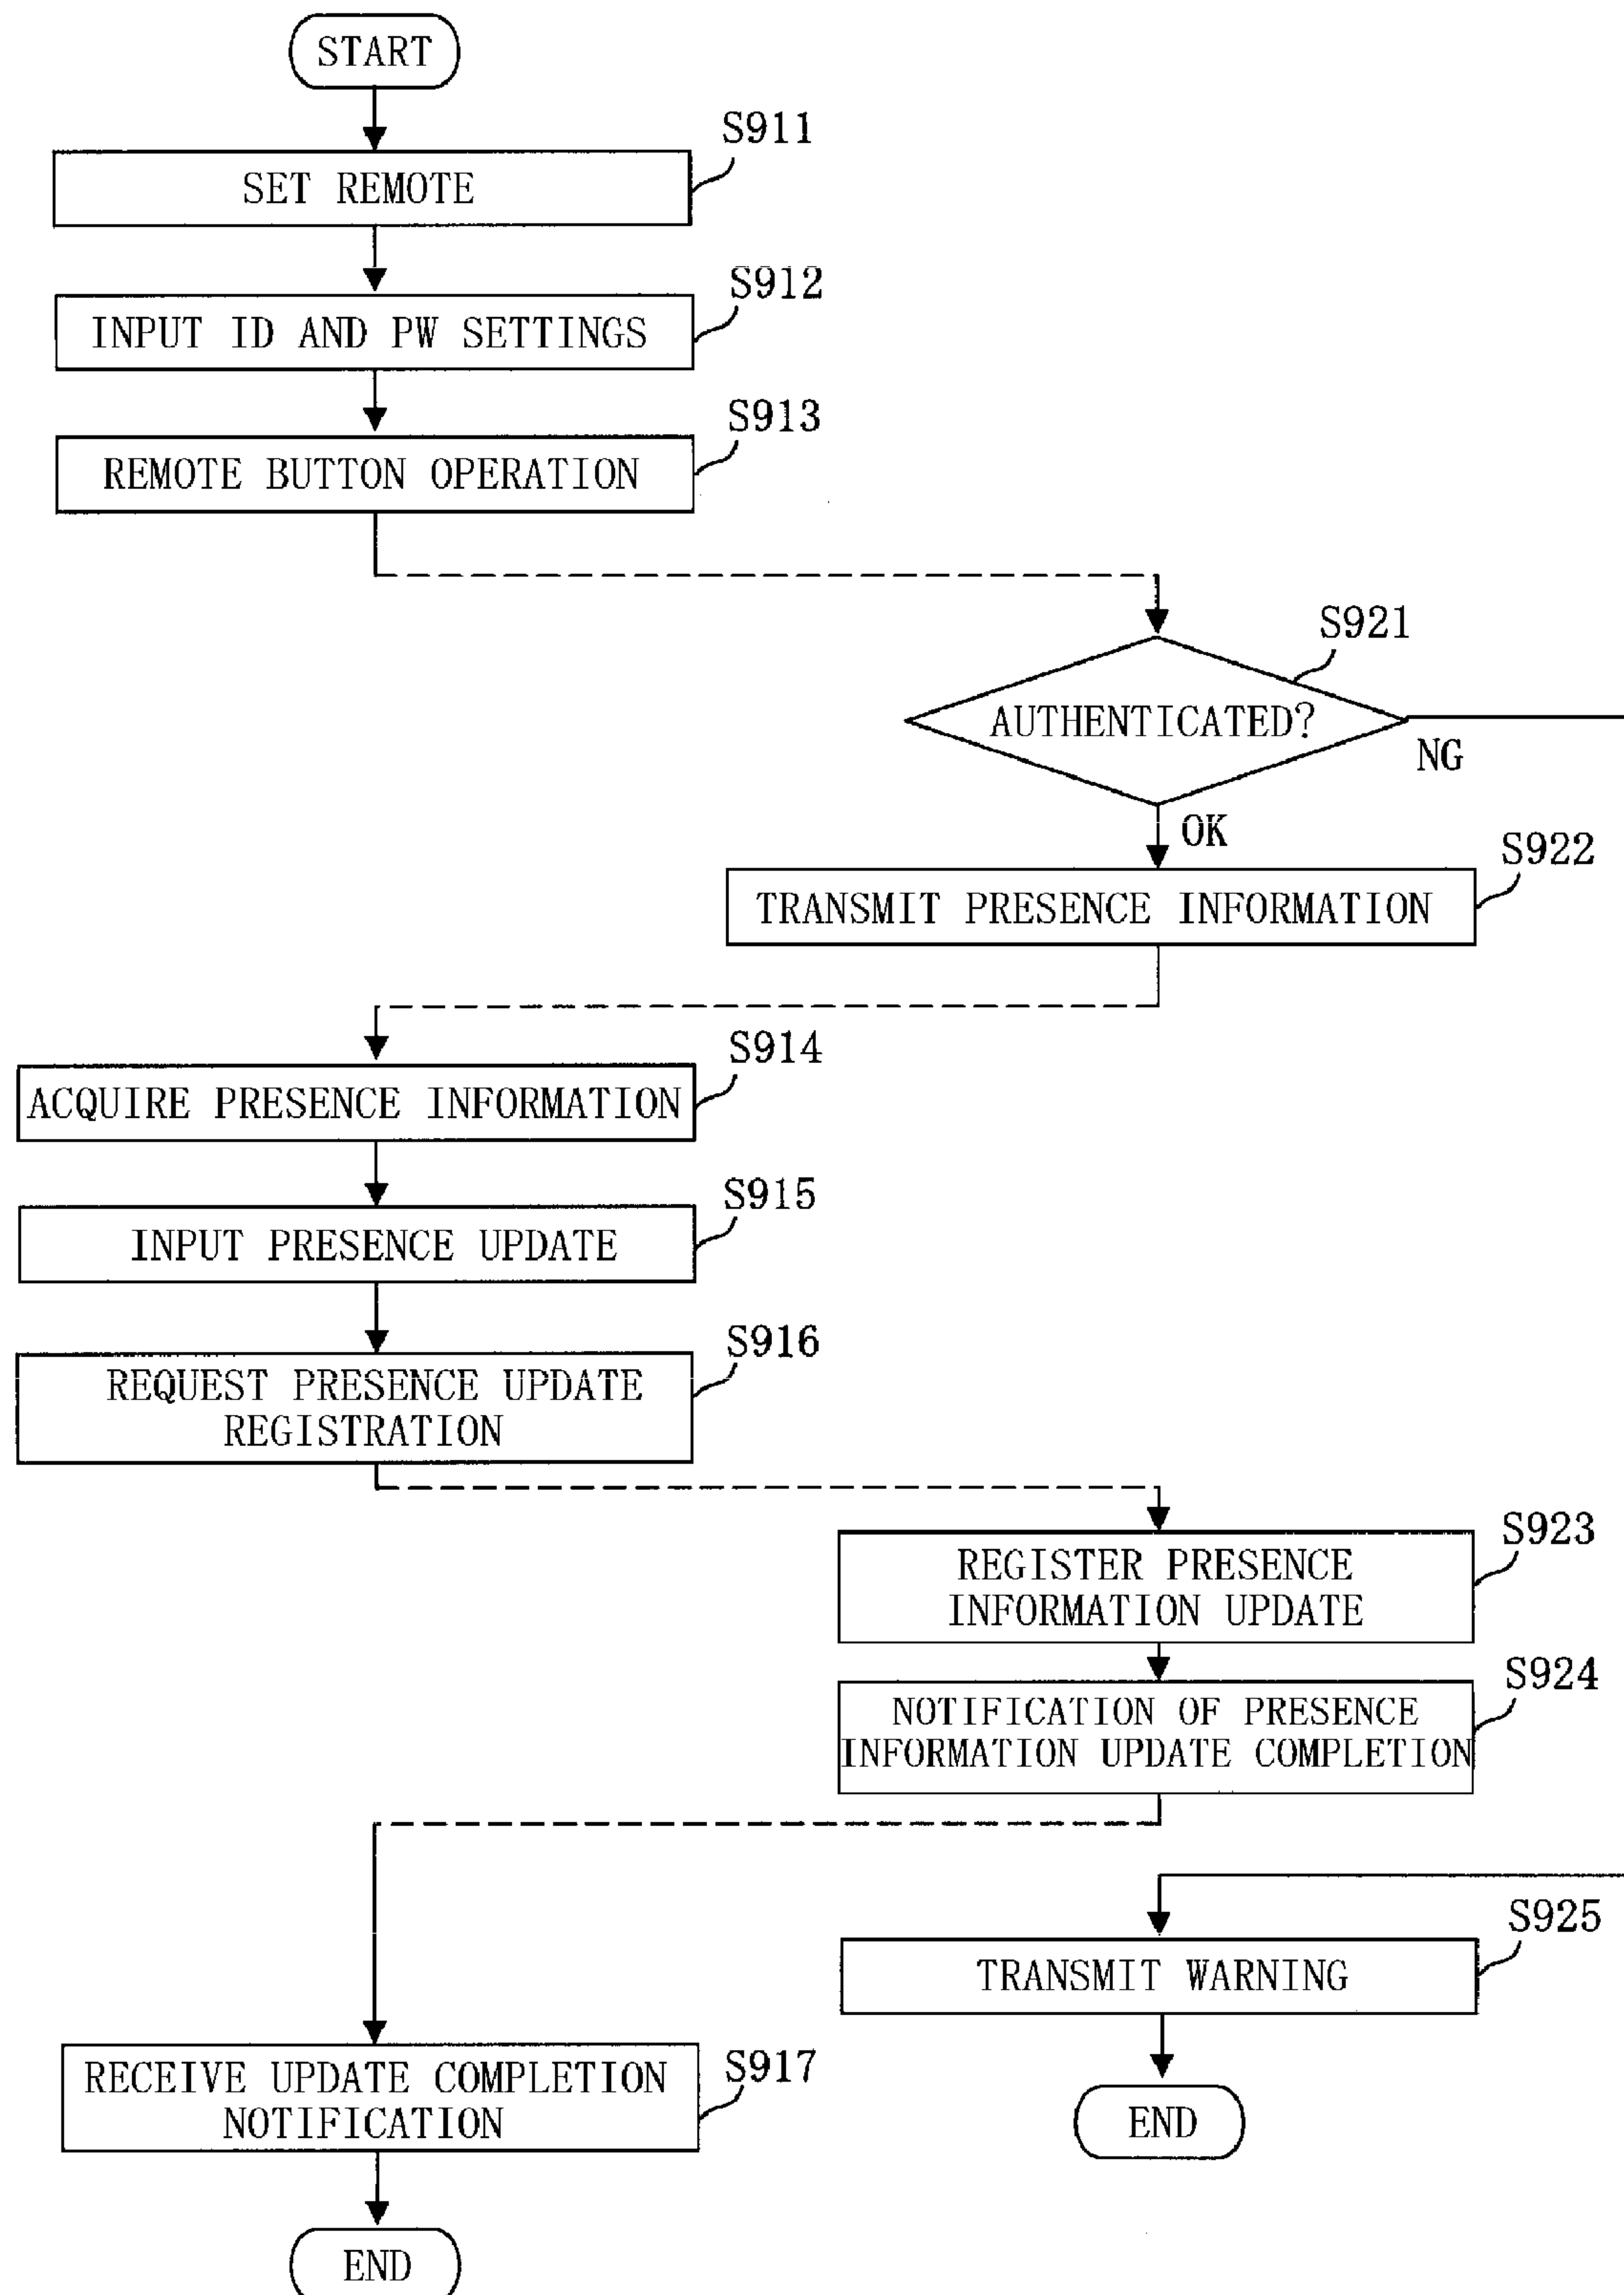 START
S911
SET REMOTE
S912
INPUT ID AND PW SETTINGS
S913
REMOTE BUTTON OPERATION
S921
AUTHENTICATED?
NG
OK
S922
TRANSMIT PRESENCE INFORMATION
S914
ACQUIRE PRESENCE INFORMATION
S915
INPUT PRESENCE UPDATE
S916
REQUEST PRESENCE UPDATE
REGISTRATION
S923
REGISTER PRESENCE
INFORMATION UPDATE
S924
NOTIFICATION OF PRESENCE
INFORMATION UPDATE COMPLETION
S925
TRANSMIT WARNING
S917
RECEIVE UPDATE COMPLETION
NOTIFICATION
END
END